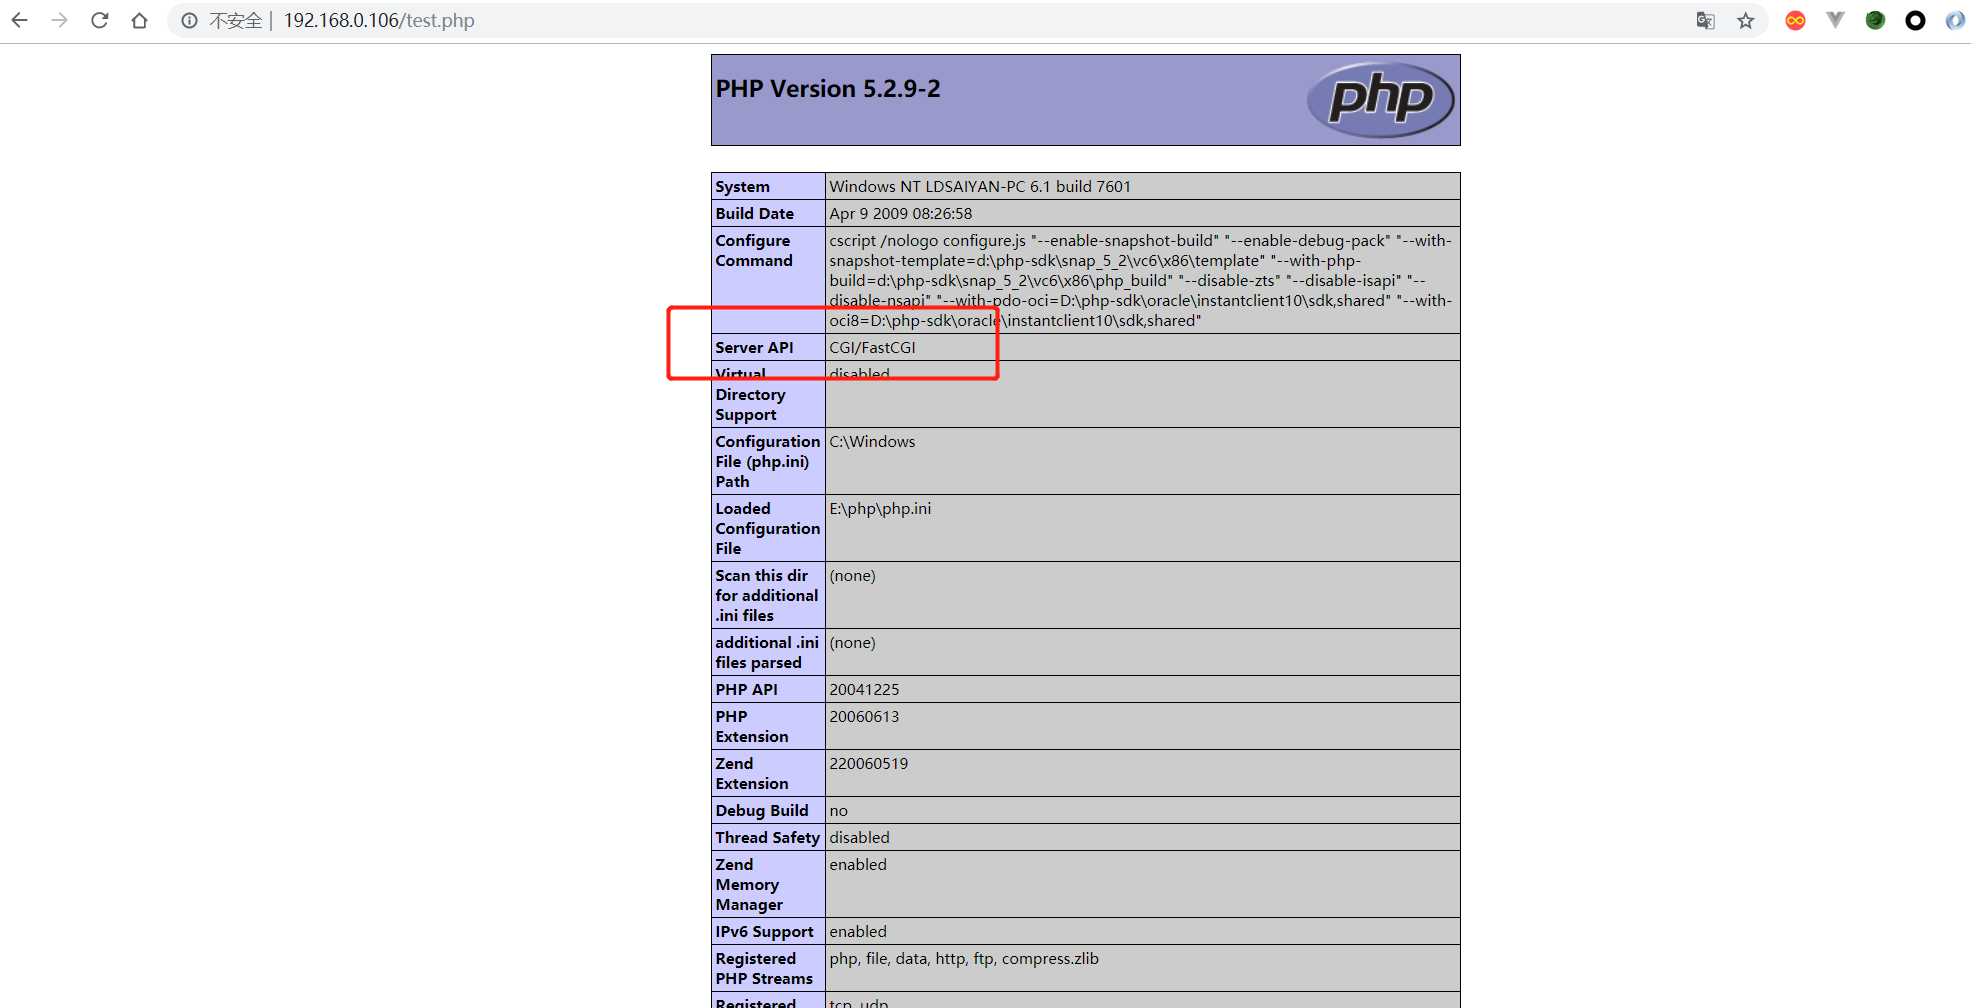 不安全 | 192.168.0.106/test.php
PHP Version 5.2.9-2
php
System
Windows NT LDSAIYAN-PC 6.1 build 7601
Build Date
Apr 9 2009 08:26:58
Configure
Command
cscript /nologo configure.js "--enable-snapshot-build" "--enable-debug-pack" "--with-
snapshot-template=d:\php-sdk\snap_5_2\vc6\x86\template" "--with-php-
build=d:\php-sdk\snap_5_2\vc6\x86\php_build" "--disable-zts" "--disable-isapi" "--
disable-nsapi" "--with-pdo-oci=D:\php-sdk\oracle\instantclient10\sdk,shared" "--with-
oci8=D:\php-sdk\oracle\instantclient10\sdk,shared"
Server API
CGI/FastCGI
Virtual
Directory
Support
disabled
Configuration
File (php.ini)
Path
C:\Windows
Loaded
Configuration
File
E:\php\php.ini
Scan this dir
for additional
.ini files
(none)
additional .ini
files parsed
(none)
PHP API
20041225
PHP
Extension
20060613
Zend
Extension
220060519
Debug Build
no
Thread Safety
disabled
Zend
Memory
Manager
enabled
IPv6 Support
enabled
Registered
PHP Streams
php, file, data, http, ftp, compress.zlib
Registered
tcp, udp